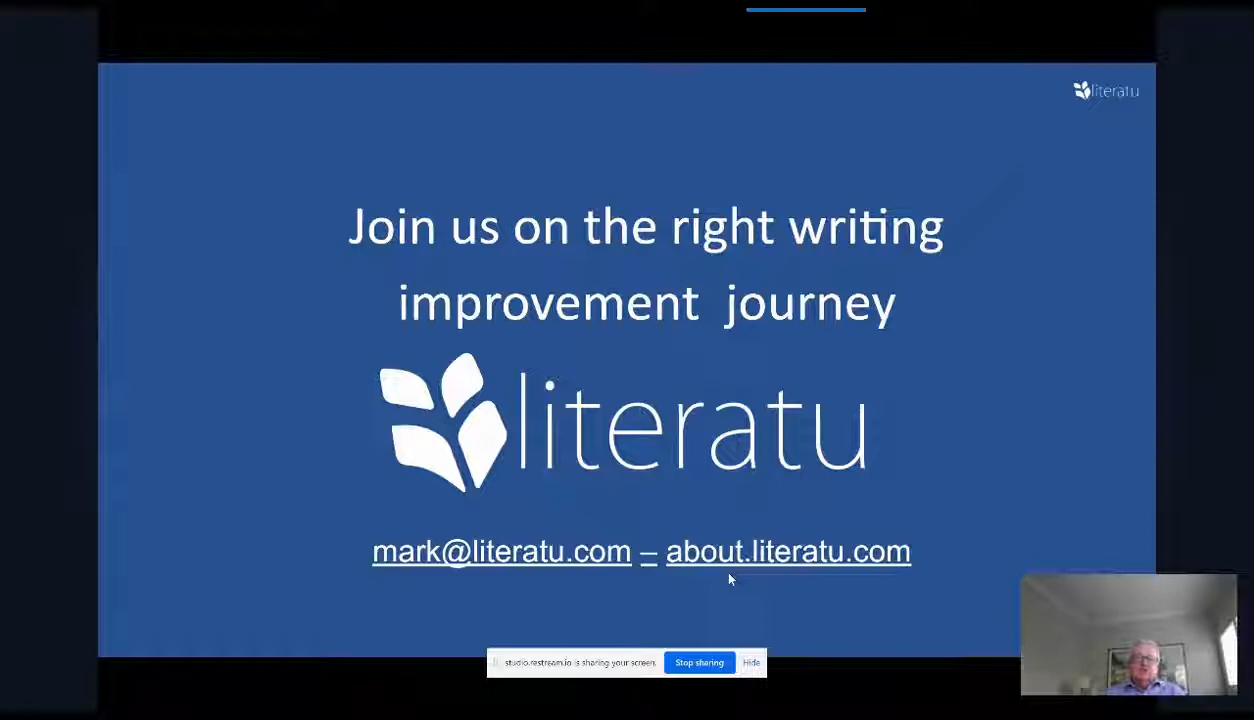 literatu
Join us on the right writing
improvement journey
literatu
mark@literatu.com – about.literatu.com
studio.restream.io is sharing your screen. Stop sharing Hide